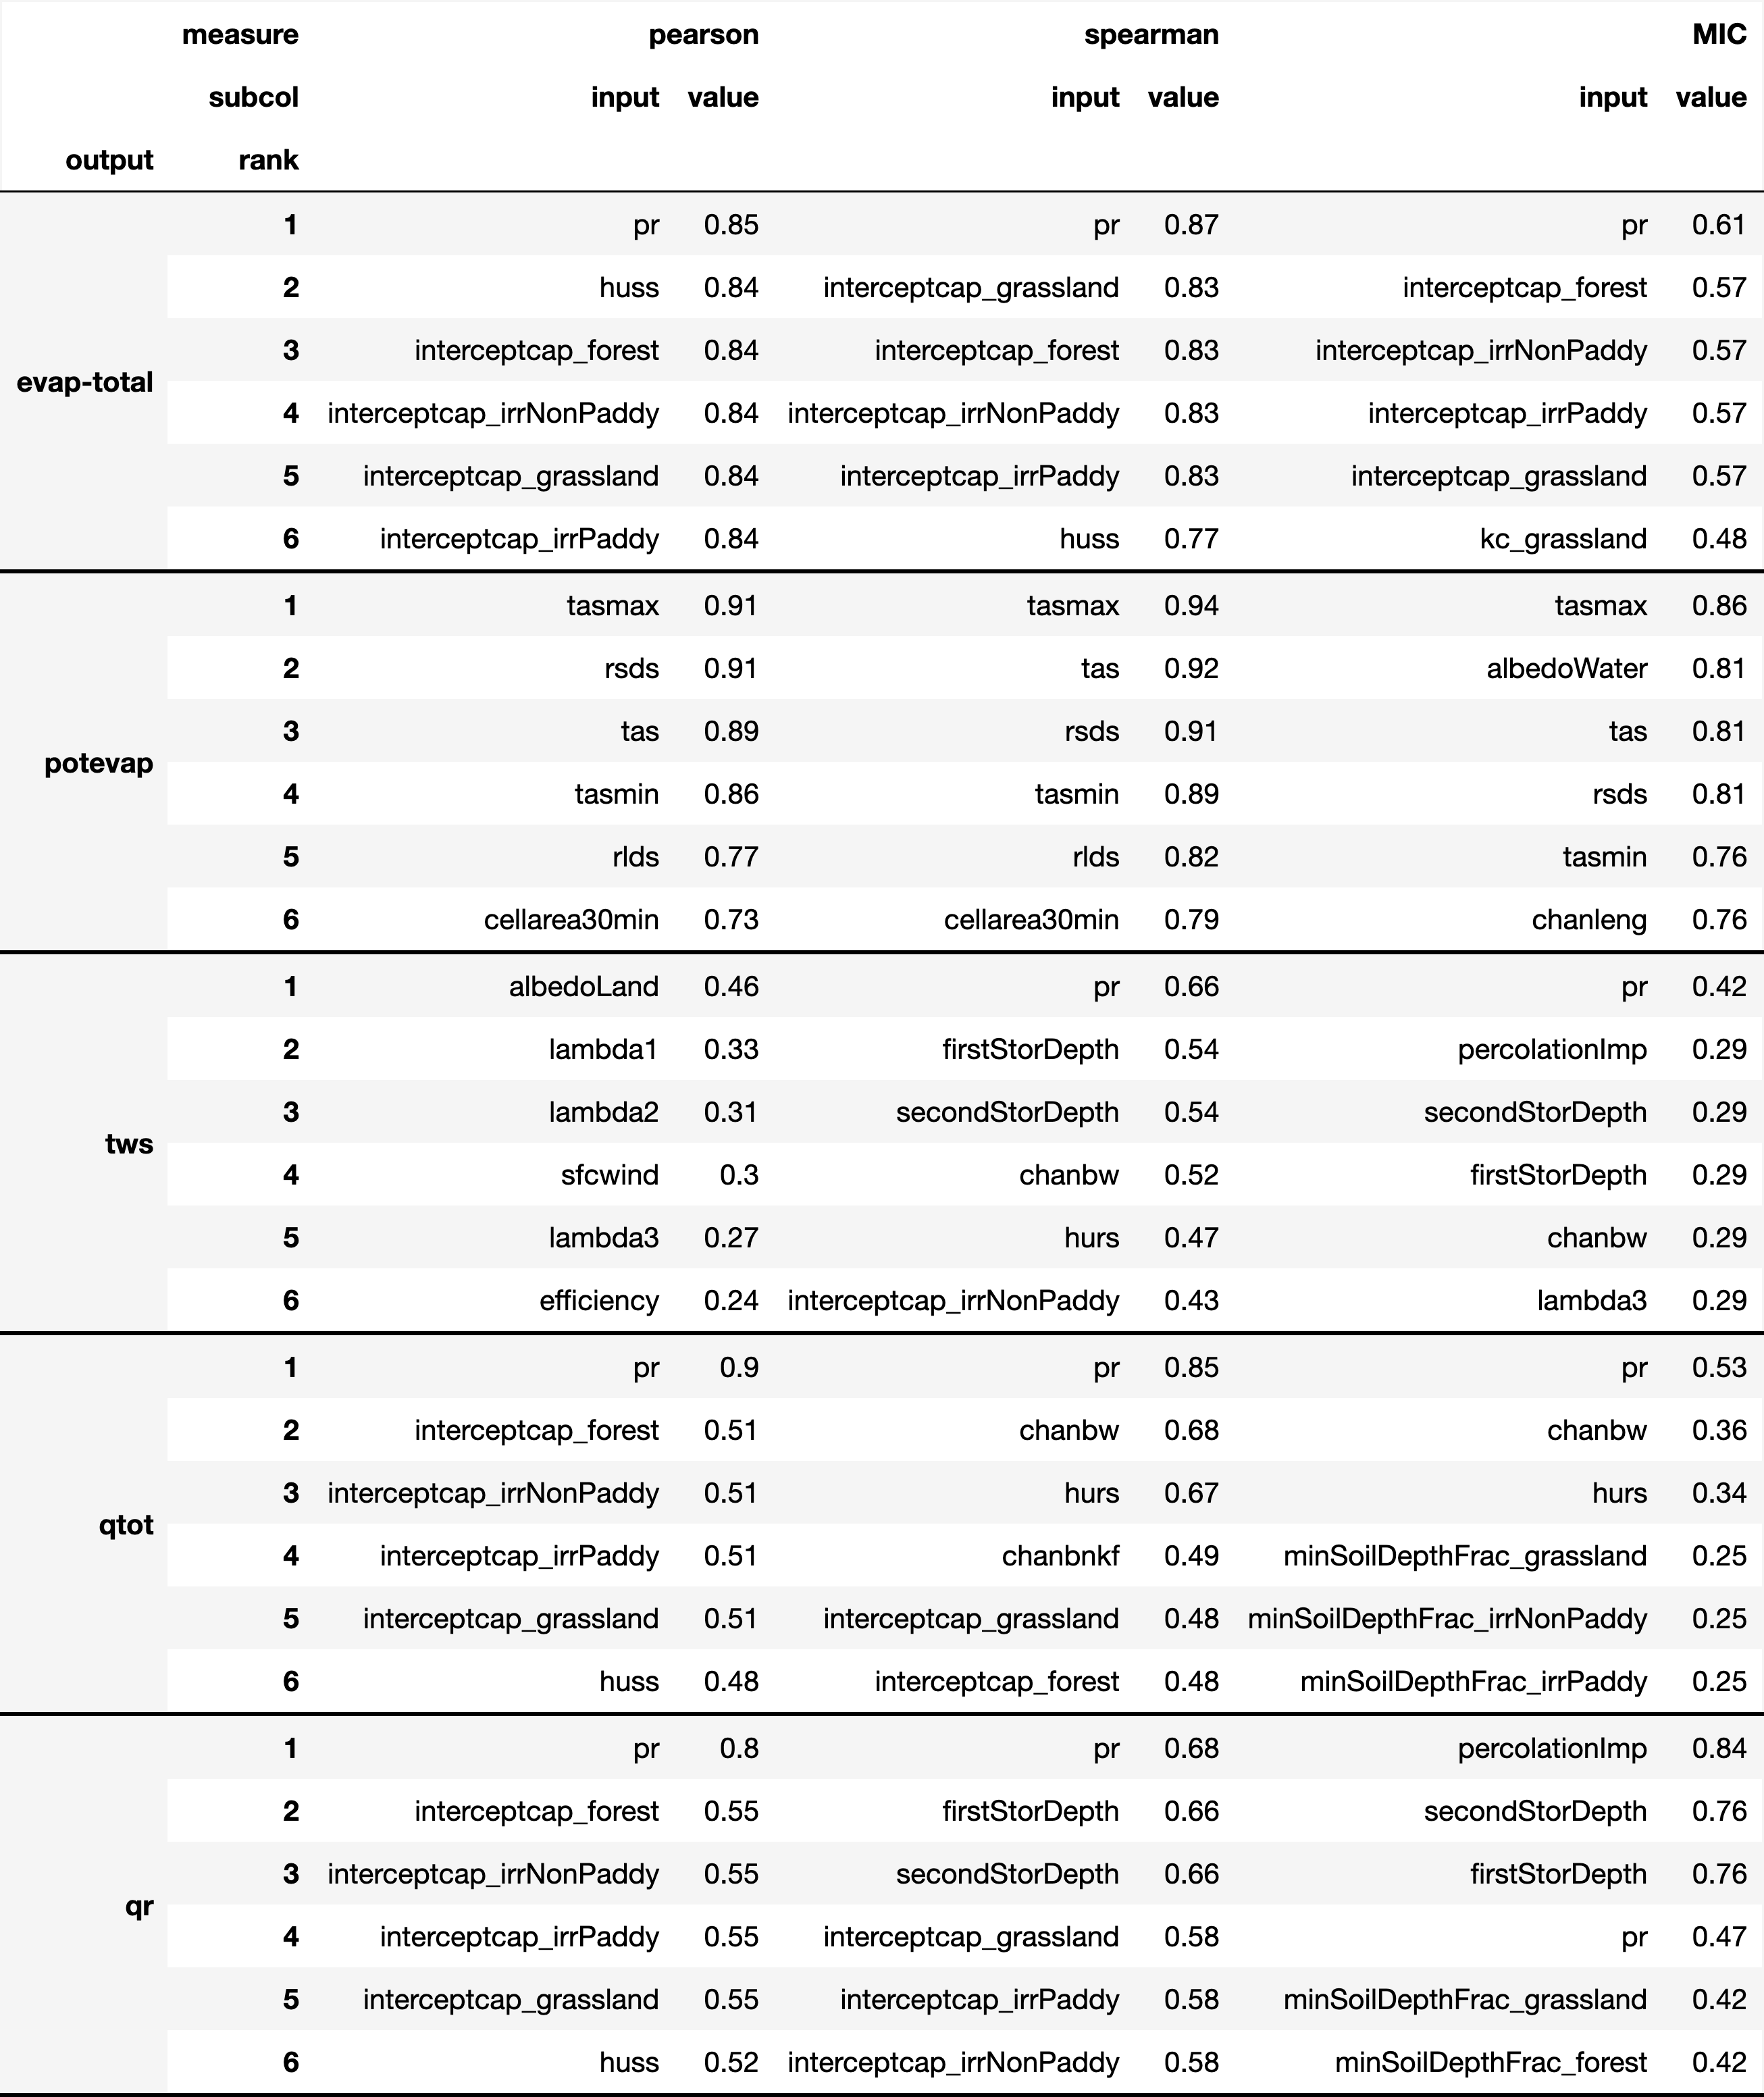 measure pearson spearman MIC
subcol input value input value input value
output rank
1 pr 0.85 pr 0.87 pr 0.61
2 huss 0.84 interceptcap_grassland 0.83 interceptcap_forest 0.57
3 interceptcap_forest 0.84 interceptcap_forest 0.83 interceptcap_irrNonPaddy 0.57
evap-total
4 interceptcap_irrNonPaddy 0.84 interceptcap_irrNonPaddy 0.83 interceptcap_irrPaddy 0.57
5 interceptcap_grassland 0.84 interceptcap_irrPaddy 0.83 interceptcap_grassland 0.57
6 interceptcap_irrPaddy 0.84 huss 0.77 kc_grassland 0.48
1 tasmax 0.91 tasmax 0.94 tasmax 0.86
2 rsds 0.91 tas 0.92 albedoWater 0.81
3 tas 0.89 rsds 0.91 tas 0.81
potevap
4 tasmin 0.86 tasmin 0.89 rsds 0.81
5 rlds 0.77 rlds 0.82 tasmin 0.76
6 cellarea30min 0.73 cellarea30min 0.79 chanleng 0.76
1 albedoLand 0.46 pr 0.66 pr 0.42
2 lambda1 0.33 firstStorDepth 0.54 percolationImp 0.29
3 lambda2 0.31 secondStorDepth 0.54 secondStorDepth 0.29
tws
4 sfcwind 0.3 chanbw 0.52 firstStorDepth 0.29
5 lambda3 0.27 hurs 0.47 chanbw 0.29
6 efficiency 0.24 interceptcap_irrNonPaddy 0.43 lambda3 0.29
1 pr 0.9 pr 0.85 pr 0.53
2 interceptcap_forest 0.51 chanbw 0.68 chanbw 0.36
3 interceptcap_irrNonPaddy 0.51 hurs 0.67 hurs 0.34
qtot
4 interceptcap_irrPaddy 0.51 chanbnkf 0.49 minSoilDepthFrac_grassland 0.25
5 interceptcap_grassland 0.51 interceptcap_grassland 0.48 minSoilDepthFrac_irrNonPaddy 0.25
6 huss 0.48 interceptcap_forest 0.48 minSoilDepthFrac_irrPaddy 0.25
1 pr 0.8 pr 0.68 percolationImp 0.84
2 interceptcap_forest 0.55 firstStorDepth 0.66 secondStorDepth 0.76
3 interceptcap_irrNonPaddy 0.55 secondStorDepth 0.66 firstStorDepth 0.76
qr
4 interceptcap_irrPaddy 0.55 interceptcap_grassland 0.58 pr 0.47
5 interceptcap_grassland 0.55 interceptcap_irrPaddy 0.58 minSoilDepthFrac_grassland 0.42
6 huss 0.52 interceptcap_irrNonPaddy 0.58 minSoilDepthFrac_forest 0.42